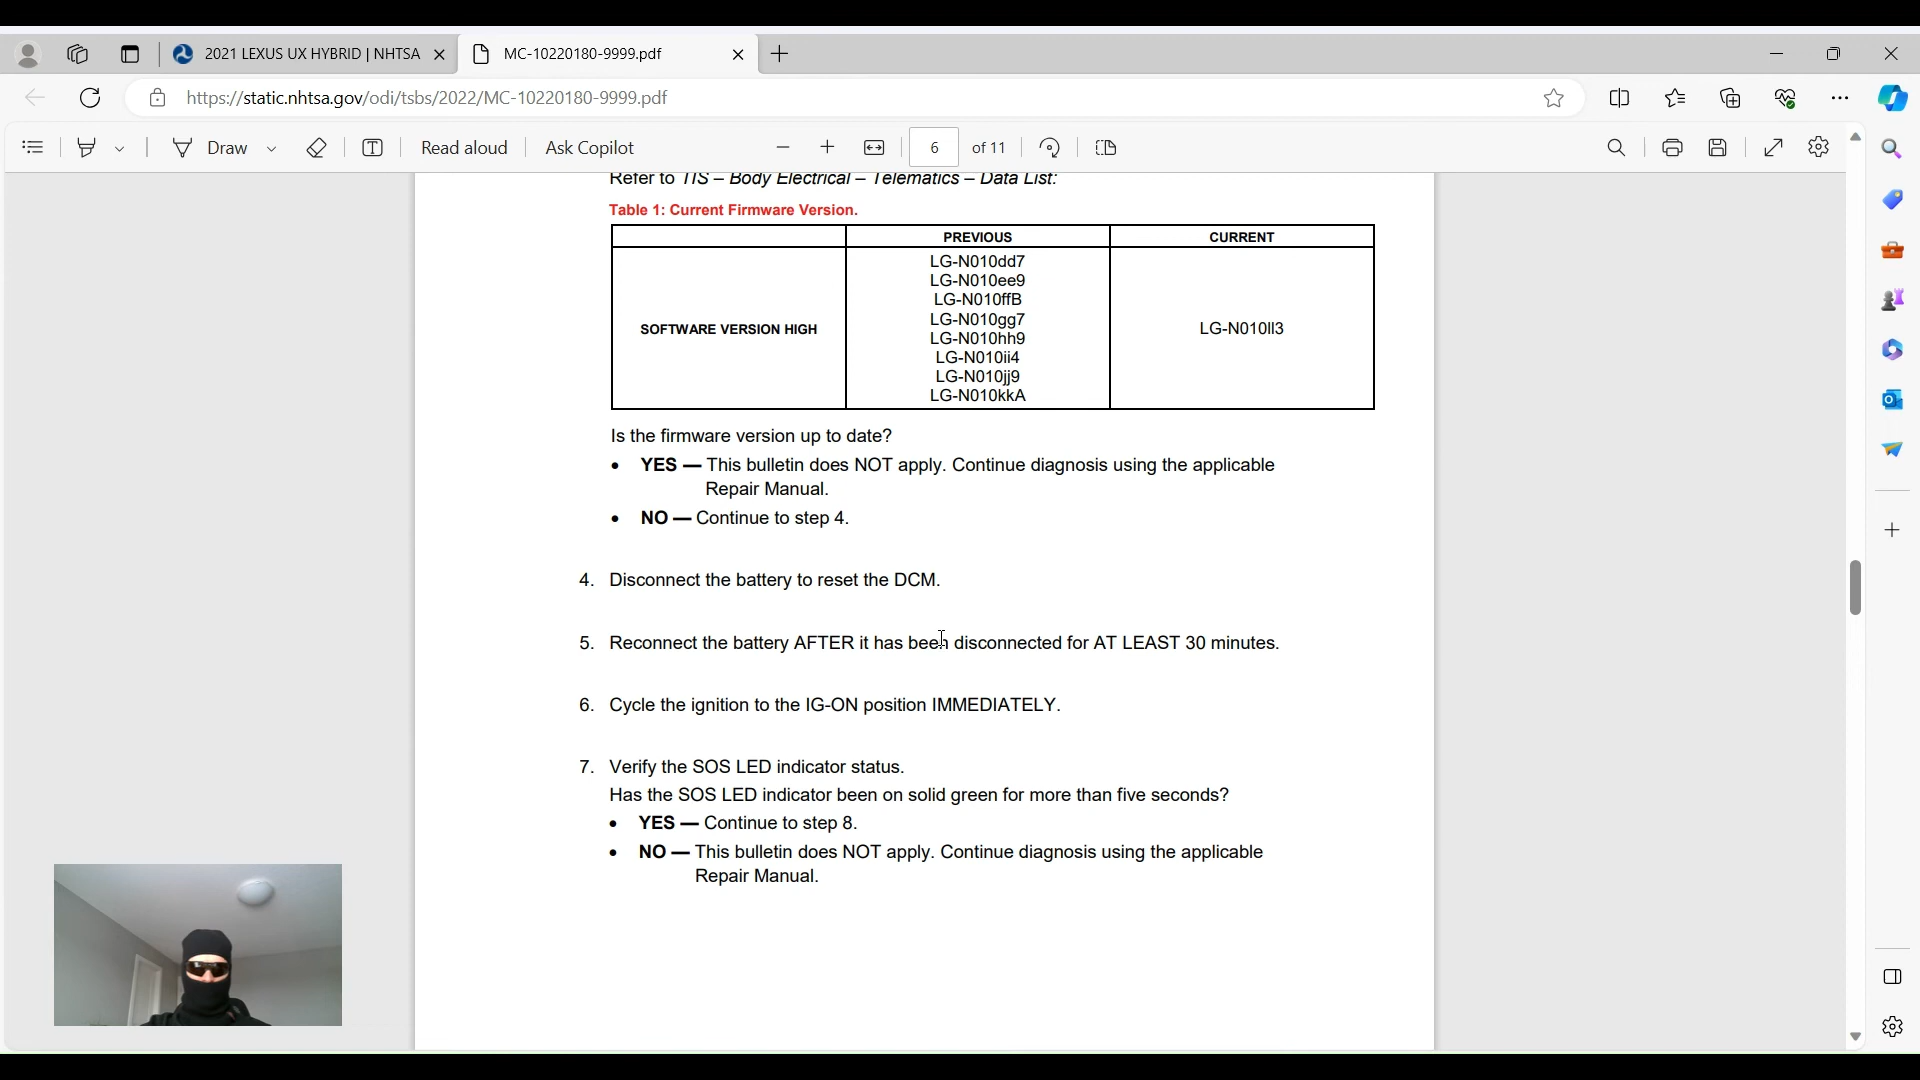 2021 LEXUS UX HYBRID | NHTSA
MC-10220180-9999.pdf
https://static.nhtsa.gov/odi/tsbs/2022/MC-10220180-9999.pdf
Draw
Read aloud
Ask Copilot
6 of 11
Refer to TIS – Body Electrical – Telematics – Data List:
Table 1: Current Firmware Version.
PREVIOUS CURRENT
SOFTWARE VERSION HIGH
LG-N010dd7
LG-N010ee9
LG-N010ffB
LG-N010gg7
LG-N010hh9
LG-N010ii4
LG-N010jj9
LG-N010kkA
LG-N010ll3
Is the firmware version up to date?
• YES — This bulletin does NOT apply. Continue diagnosis using the applicable
Repair Manual.
• NO — Continue to step 4.
4. Disconnect the battery to reset the DCM.
5. Reconnect the battery AFTER it has been disconnected for AT LEAST 30 minutes.
6. Cycle the ignition to the IG-ON position IMMEDIATELY.
7. Verify the SOS LED indicator status.
Has the SOS LED indicator been on solid green for more than five seconds?
• YES — Continue to step 8.
• NO — This bulletin does NOT apply. Continue diagnosis using the applicable
Repair Manual.